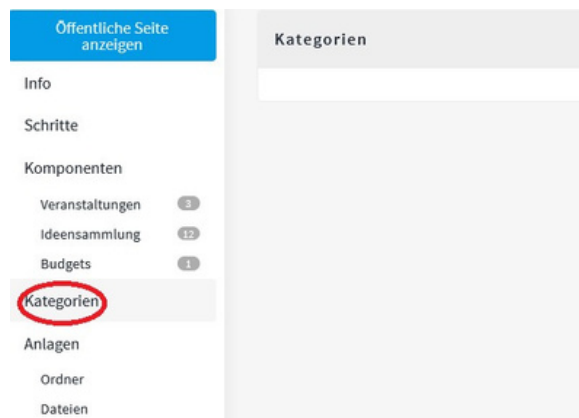 Öffentliche Seite
anzeigen
Info
Schritte
Komponenten
Veranstaltungen 3
Ideensammlung 12
Budgets 1
Kategorien
Anlagen
Ordner
Dateien
Kategorien